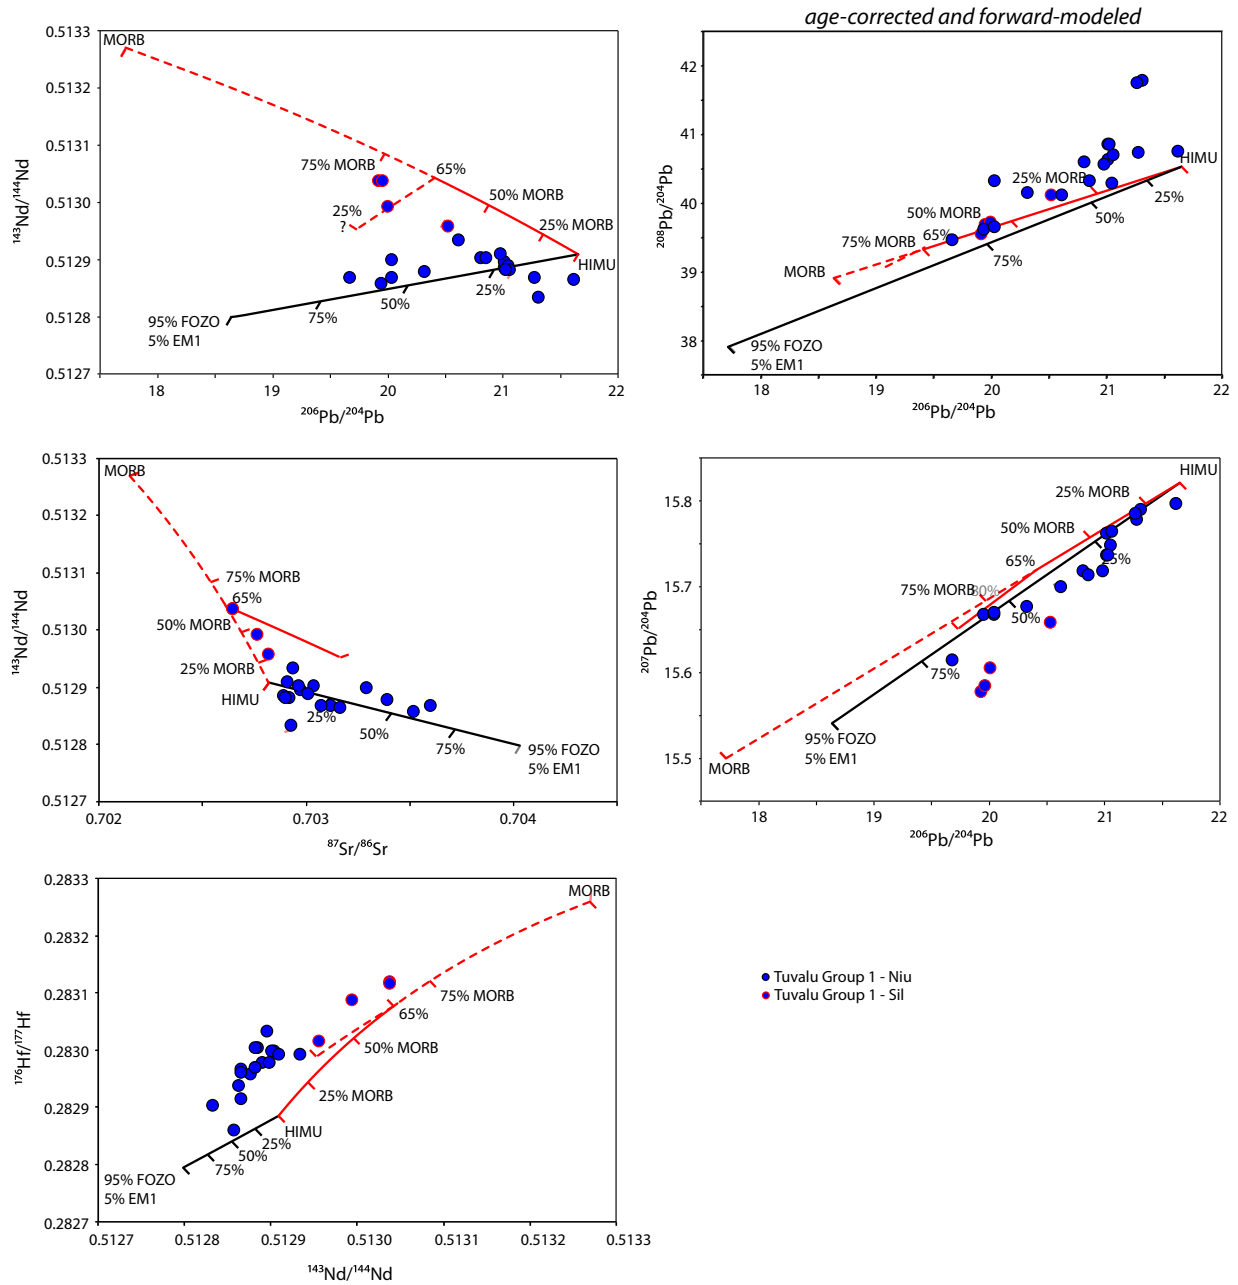 age-corrected and forward-modeled
0.5133
0.5132
0.5131
0.5130
0.5129
0.5128
0.5127
¹⁴³Nd/¹⁴⁴Nd
MORB
75% MORB
65%
50% MORB
25% MORB
25%
?
HIMU
25%
50%
75%
95% FOZO
5% EM1
18
19
20
21
22
²⁰⁶Pb/²⁰⁴Pb
42
41
40
39
38
²⁰⁸Pb/²⁰⁴Pb
HIMU
25% MORB
25%
50% MORB
50%
65%
75% MORB
75%
MORB
95% FOZO
5% EM1
18
19
20
21
22
²⁰⁶Pb/²⁰⁴Pb
0.5133
0.5132
0.5131
0.5130
0.5129
0.5128
0.5127
¹⁴³Nd/¹⁴⁴Nd
MORB
75% MORB
65%
50% MORB
25% MORB
HIMU
25%
50%
75%
95% FOZO
5% EM1
0.702
0.703
0.704
⁸⁷Sr/⁸⁶Sr
15.8
15.7
15.6
15.5
²⁰⁷Pb/²⁰⁴Pb
HIMU
25% MORB
50% MORB
65%
25%
75% MORB
80%
50%
75%
95% FOZO
5% EM1
MORB
18
19
20
21
22
²⁰⁶Pb/²⁰⁴Pb
0.2833
0.2832
0.2831
0.2830
0.2829
0.2828
0.2827
¹⁷⁶Hf/¹⁷⁷Hf
MORB
75% MORB
65%
50% MORB
25% MORB
HIMU
25%
50%
75%
95% FOZO
5% EM1
0.5127
0.5128
0.5129
0.5130
0.5131
0.5132
0.5133
¹⁴³Nd/¹⁴⁴Nd
Tuvalu Group 1 - Niu
Tuvalu Group 1 - Sil